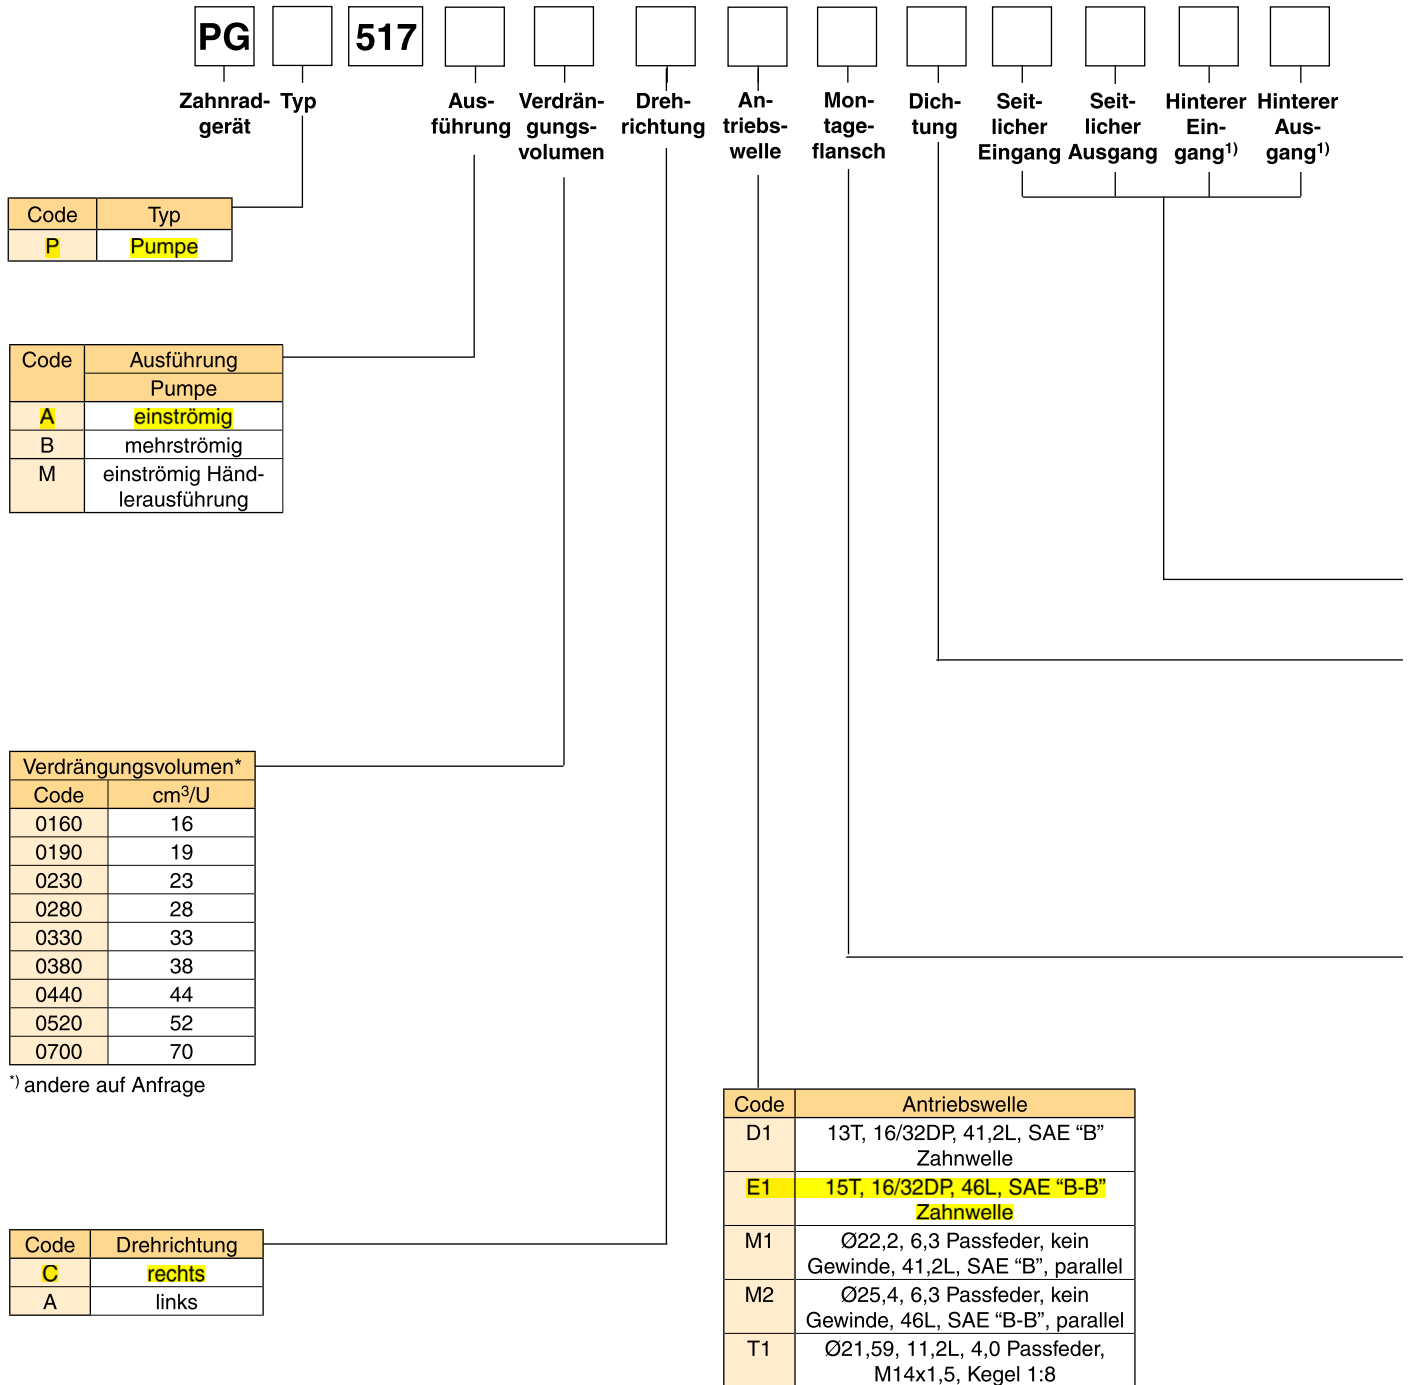 PG 517
Zahnrad-
gerät
Typ
Aus-
führung
Verdrän-
gungs-
volumen
Dreh-
richtung
An-
triebs-
welle
Mon-
tage-
flansch
Dich-
tung
Seit-
licher
Eingang
Seit-
licher
Ausgang
Hinterer
Ein-
gang1)
Hinterer
Aus-
gang1)
Code Typ
P Pumpe
Code Ausführung
Pumpe
A einströmig
B mehrströmig
M einströmig Händ-
lerausführung
Verdrängungsvolumen*
Code cm³/U
0160 16
0190 19
0230 23
0280 28
0330 33
0380 38
0440 44
0520 52
0700 70
*) andere auf Anfrage
Code Drehrichtung
C rechts
A links
Code Antriebswelle
D1 13T, 16/32DP, 41,2L, SAE “B”
Zahnwelle
E1 15T, 16/32DP, 46L, SAE “B-B”
Zahnwelle
M1 Ø22,2, 6,3 Passfeder, kein
Gewinde, 41,2L, SAE “B”, parallel
M2 Ø25,4, 6,3 Passfeder, kein
Gewinde, 46L, SAE “B-B”, parallel
T1 Ø21,59, 11,2L, 4,0 Passfeder,
M14x1,5, Kegel 1:8